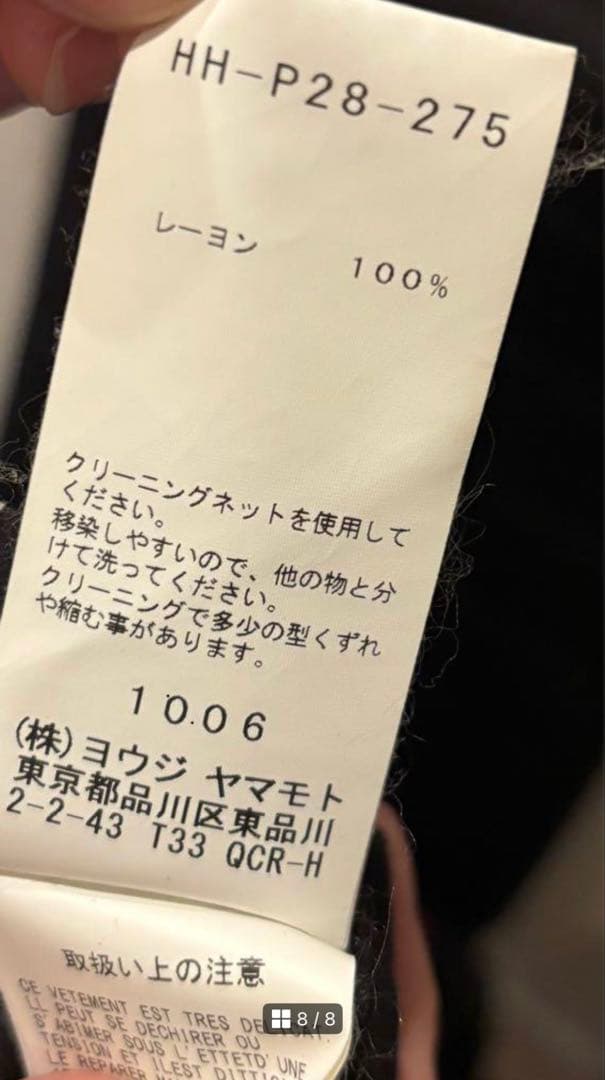 HH-P28-275
レーヨン 100%
クリーニングネットを使用して
ください。
移染しやすいので、他の物と分
けて洗ってください。
クリーニングで多少の型くずれ
や縮む事があります。
10.06
(株)ヨウジ ヤマモト
東京都品川区東品川
2-2-43 T33 QCR-H
取扱い上の注意
CE VETEMENT EST TRES
LL PEUT SE DECHIRER OU
S'ABIMER SOUS L'ETTETD'UNE
TENSION ET ILEST
LE REPARER
8/8